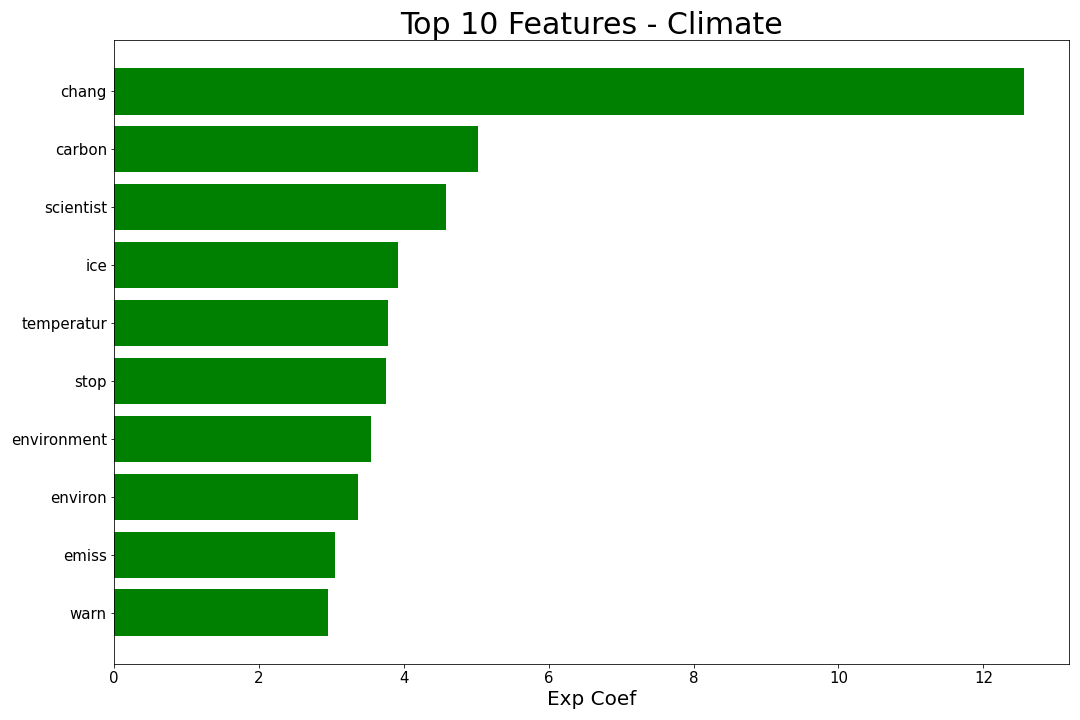 Top 10 Features - Climate
chang
carbon
scientist
ice
temperatur
stop
environment
environ
emiss
warn
0 2 4 6 8 10 12
Exp Coef